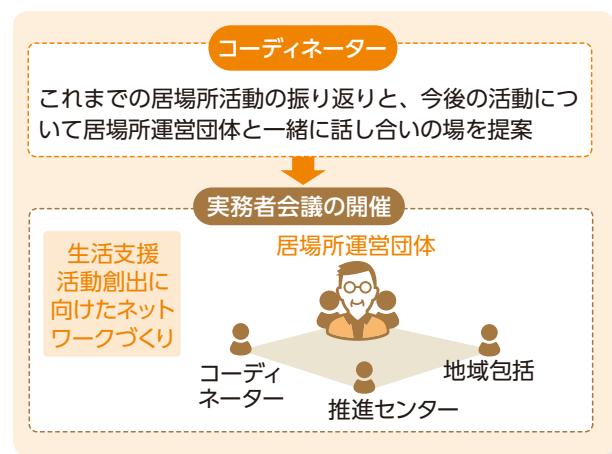 コーディネーター
これまでの居場所活動の振り返りと、今後の活動につ
いて居場所運営団体と一緒に話し合いの場を提案
実務者会議の開催
生活支援
活動創出に
向けたネット
ワークづくり
居場所運営団体
コーディ
ネーター
推進センター
地域包括